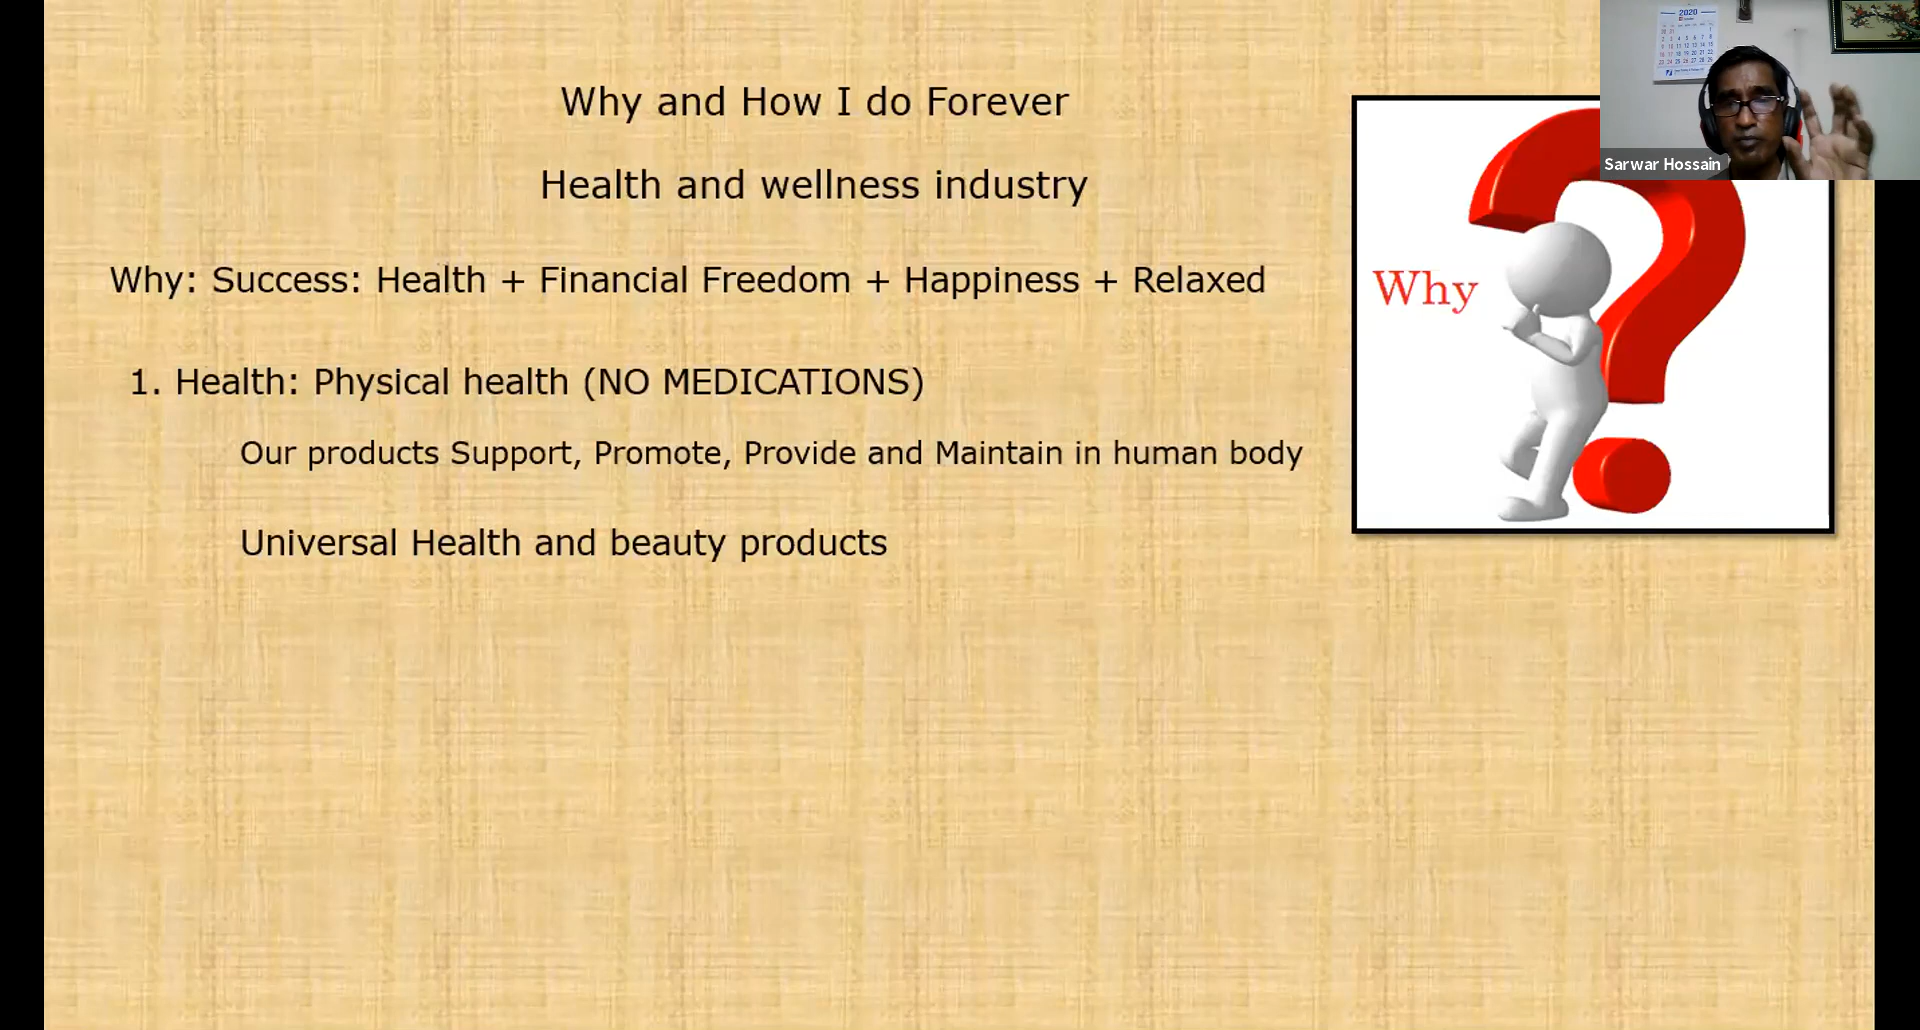 Why and How I do Forever
Health and wellness industry
Why: Success: Health + Financial Freedom + Happiness + Relaxed
1. Health: Physical health (NO MEDICATIONS)
Our products Support, Promote, Provide and Maintain in human body
Universal Health and beauty products
Why
2020
Sarwar Hossain